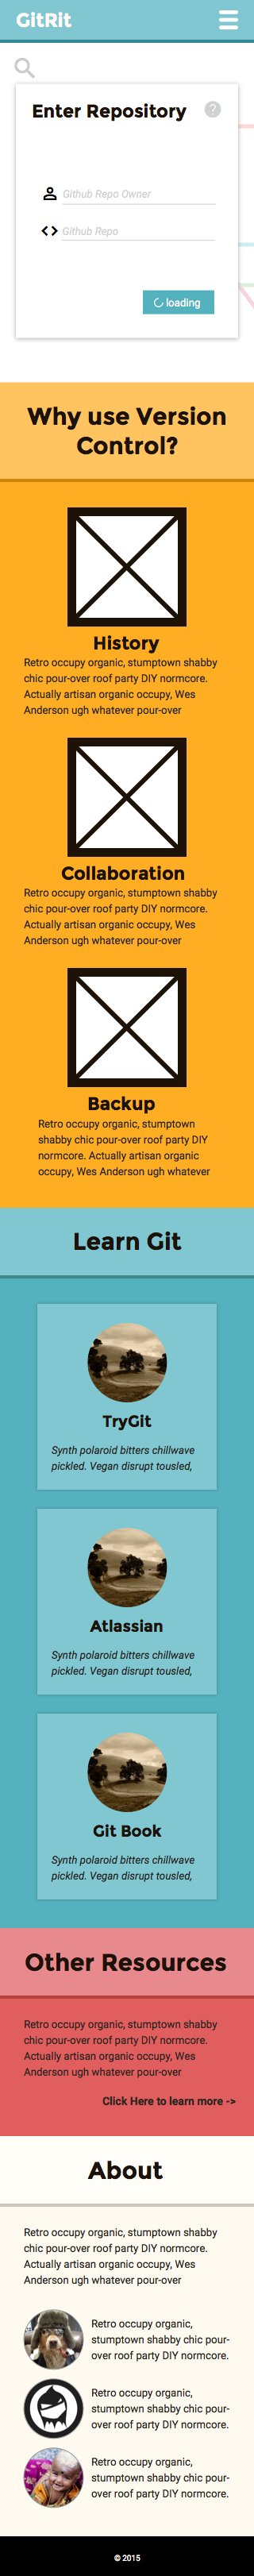 GitRit
Enter Repository
?
Github Repo Owner
Github Repo
loading
Why use Version
Control?
History
Retro occupy organic, stumptown shabby
chic pour-over roof party DIY normcore.
Actually artisan organic occupy, Wes
Anderson ugh whatever pour-over
Collaboration
Retro occupy organic, stumptown shabby
chic pour-over roof party DIY normcore.
Actually artisan organic occupy, Wes
Anderson ugh whatever pour-over
Backup
Retro occupy organic, stumptown
shabby chic pour-over roof party DIY
normcore. Actually artisan organic
occupy, Wes Anderson ugh whatever
Learn Git
TryGit
Synth polaroid bitters chillwave
pickled. Vegan disrupt tousled,
Atlassian
Synth polaroid bitters chillwave
pickled. Vegan disrupt tousled,
Git Book
Synth polaroid bitters chillwave
pickled. Vegan disrupt tousled,
Other Resources
Retro occupy organic, stumptown shabby
chic pour-over roof party DIY normcore.
Actually artisan organic occupy, Wes
Anderson ugh whatever pour-over
Click Here to learn more ->
About
Retro occupy organic, stumptown shabby
chic pour-over roof party DIY normcore.
Actually artisan organic occupy, Wes
Anderson ugh whatever pour-over
Retro occupy organic,
stumptown shabby chic pour-
over roof party DIY normcore.
Retro occupy organic,
stumptown shabby chic pour-
over roof party DIY normcore.
Retro occupy organic,
stumptown shabby chic pour-
over roof party DIY normcore.
© 2015